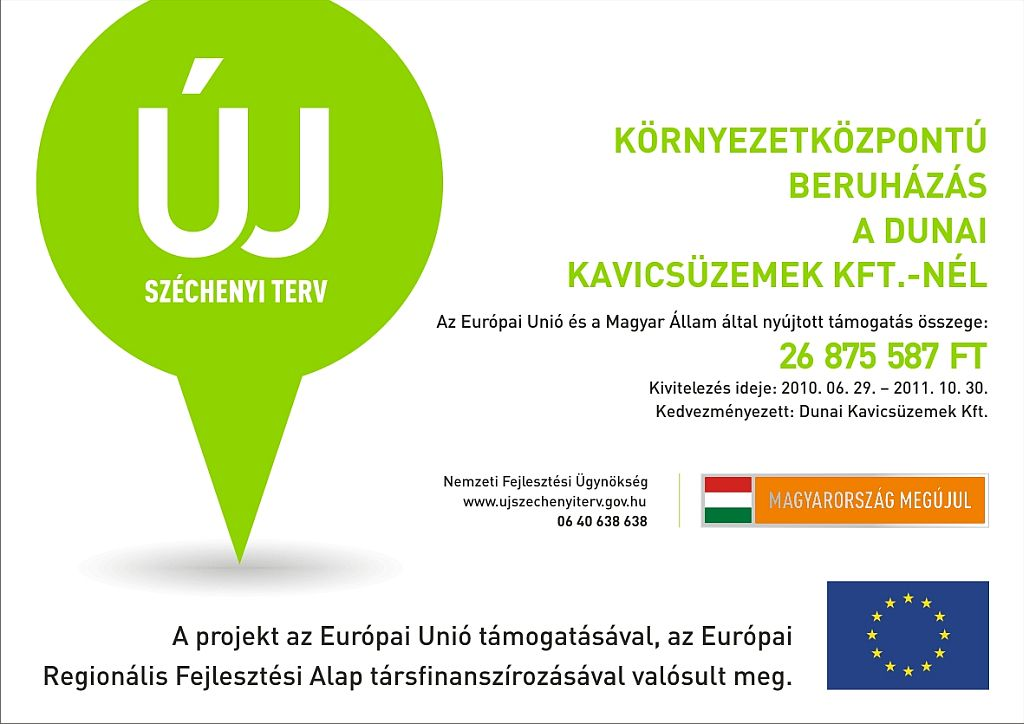 ÚJ
SZÉCHENYI TERV
KÖRNYEZETKÖZPONTÚ
BERUHÁZÁS
A DUNAI
KAVICSÜZEMEK KFT.-NÉL
Az Európai Unió és a Magyar Állam által nyújtott támogatás összege:
26 875 587 FT
Kivitelezés ideje: 2010. 06. 29. – 2011. 10. 30.
Kedvezményezett: Dunai Kavicsüzemek Kft.
Nemzeti Fejlesztési Ügynökség
www.ujszechenyiterv.gov.hu
06 40 638 638
MAGYARORSZÁG MEGÚJUL
A projekt az Európai Unió támogatásával, az Európai
Regionális Fejlesztési Alap társfinanszírozásával valósult meg.